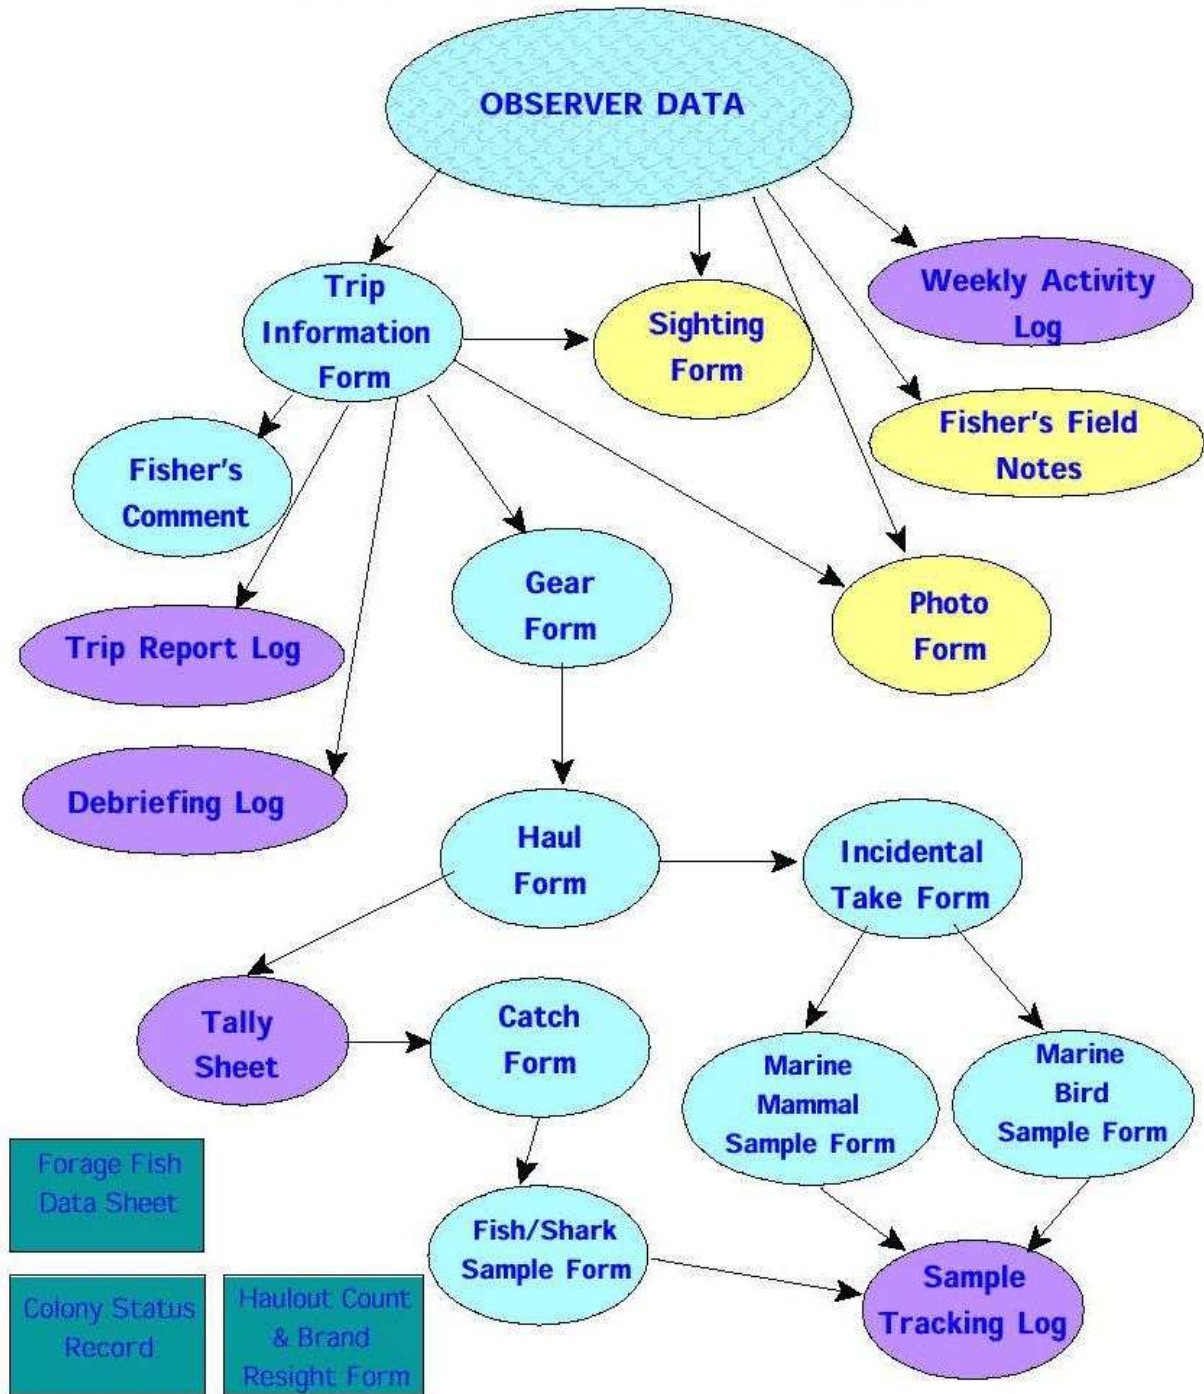 OBSERVER DATA
Trip
Information
Form
Sighting
Form
Weekly Activity
Log
Fisher's Field
Notes
Fisher's
Comment
Gear
Form
Photo
Form
Trip Report Log
Debriefing Log
Haul
Form
Incidental
Take Form
Tally
Sheet
Catch
Form
Marine
Mammal
Sample Form
Marine
Bird
Sample Form
Forage Fish
Data Sheet
Fish/Shark
Sample Form
Sample
Tracking Log
Colony Status
Record
Haulout Count
& Brand
Resight Form